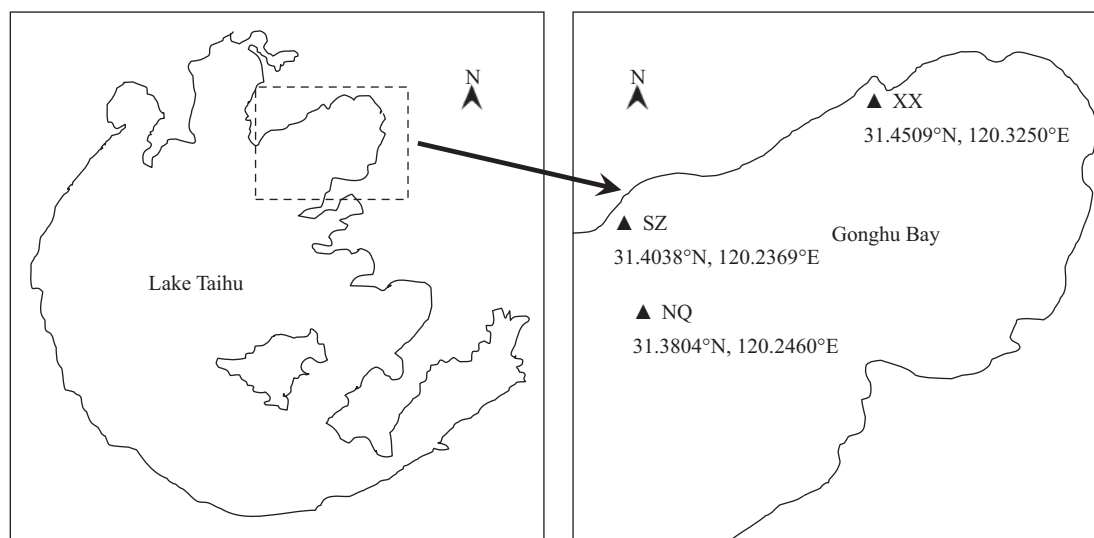 N
Lake Taihu
N
XX
31.4509°N, 120.3250°E
SZ
Gonghu Bay
31.4038°N, 120.2369°E
NQ
31.3804°N, 120.2460°E